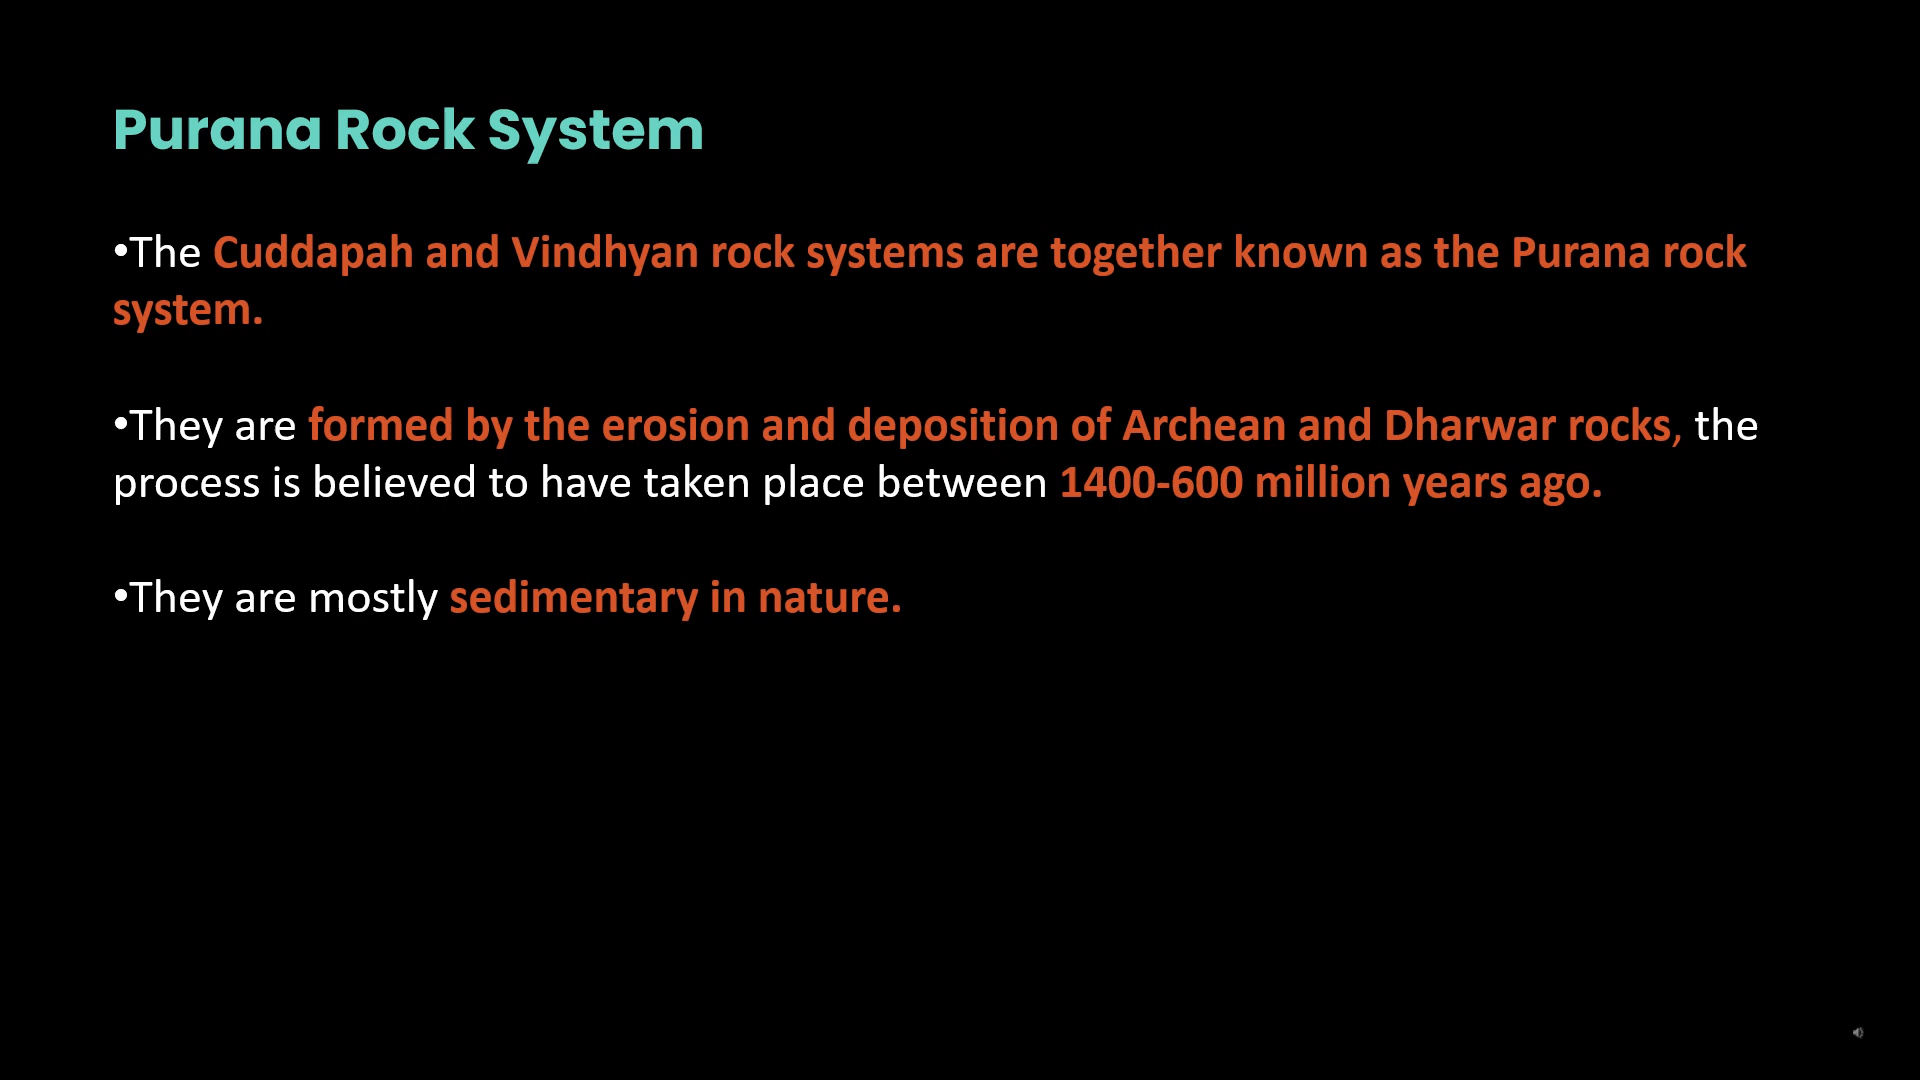 Purana Rock System
•The Cuddapah and Vindhyan rock systems are together known as the Purana rock
system.
•They are formed by the erosion and deposition of Archean and Dharwar rocks, the
process is believed to have taken place between 1400-600 million years ago.
•They are mostly sedimentary in nature.